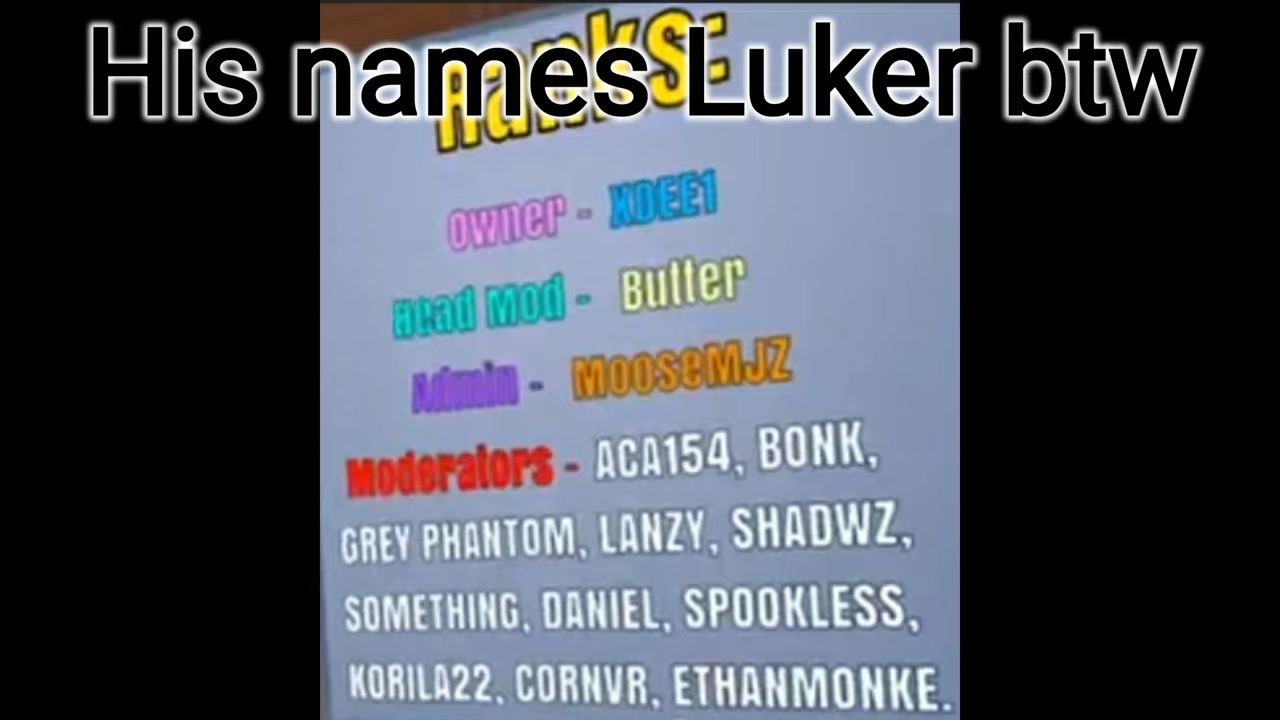 His names Luker btw
Ranks:
Owner - XDEE1
Head Mod - Butter
Admin - MooseMJZ
Moderators - ACA154, BONK,
GREY PHANTOM, LANZY, SHADWZ,
SOMETHING, DANIEL, SPOOKLESS,
KORILA22, CORNVR, ETHANMONKE.